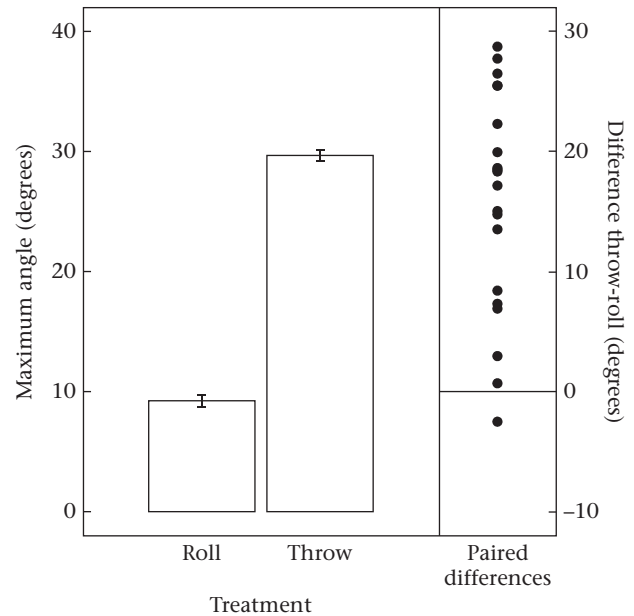 Maximum angle (degrees)
40
30
20
10
0
Roll
Throw
Treatment
Paired
differences
30
20
10
0
–10
Difference throw-roll (degrees)